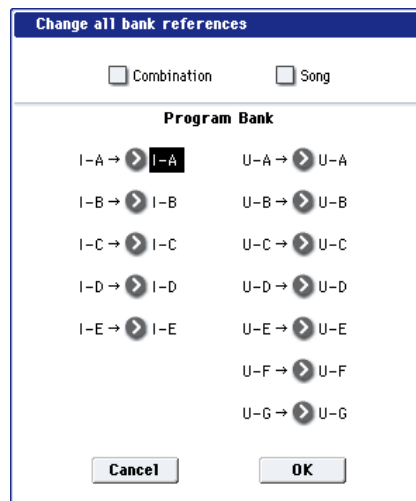 Change all bank references
Combination Song
Program Bank
I-A → I-A U-A → U-A
I-B → I-B U-B → U-B
I-C → I-C U-C → U-C
I-D → I-D U-D → U-D
I-E → I-E U-E → U-E
U-F → U-F
U-G → U-G
Cancel OK